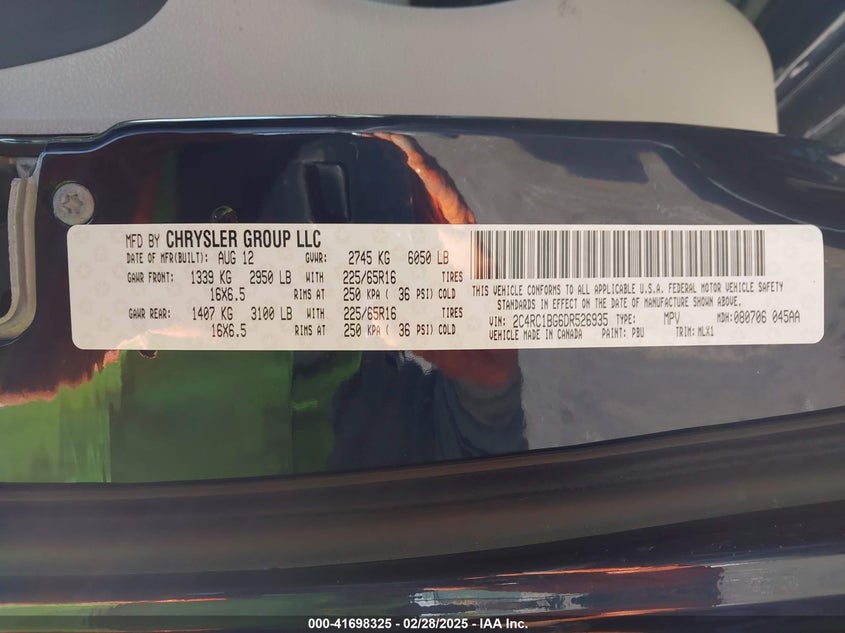 MFD BY CHRYSLER GROUP LLC
DATE OF MFR(BUILT): AUG 12 GVWR: 2745 KG 6050 LB
GAWR FRONT: 1339 KG 2950 LB WITH 225/65R16 TIRES
16X6.5 RIMS AT 250 KPA ( 36 PSI) COLD
GAWR REAR: 1407 KG 3100 LB WITH 225/65R16 TIRES
16X6.5 RIMS AT 250 KPA ( 36 PSI) COLD
THIS VEHICLE CONFORMS TO ALL APPLICABLE U.S.A. FEDERAL MOTOR VEHICLE SAFETY
STANDARDS IN EFFECT ON THE DATE OF MANUFACTURE SHOWN ABOVE.
VIN: 2C4RC1BG6DR526935 TYPE: MPV MDH: 080706 045AA
VEHICLE MADE IN CANADA PAINT: PBU TRIM: MLX1
000-41698325 - 02/28/2025 - IAA Inc.